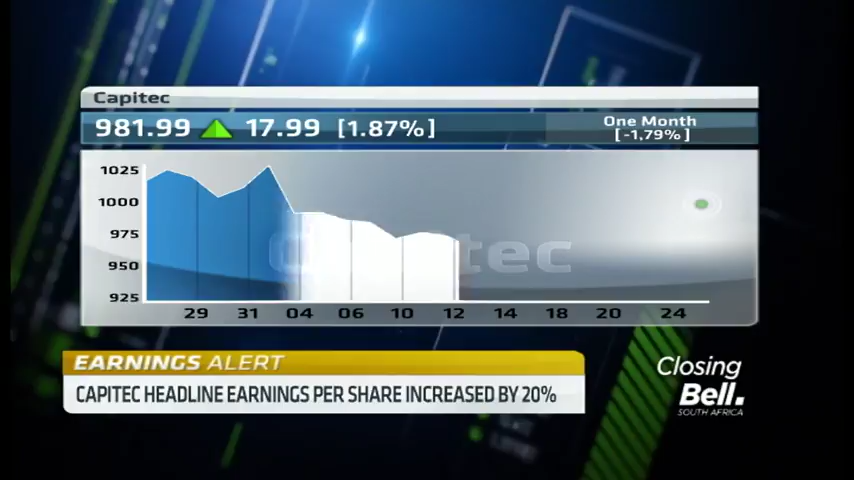 Capitec
981.99 17.99 [1.87%]
One Month
[-1,79%]
1025
1000
975
950
925
Capitec
29 31 04 06 10 12 14 18 20 24
EARNINGS ALERT
CAPITEC HEADLINE EARNINGS PER SHARE INCREASED BY 20%
Closing
Bell.
SOUTH AFRICA